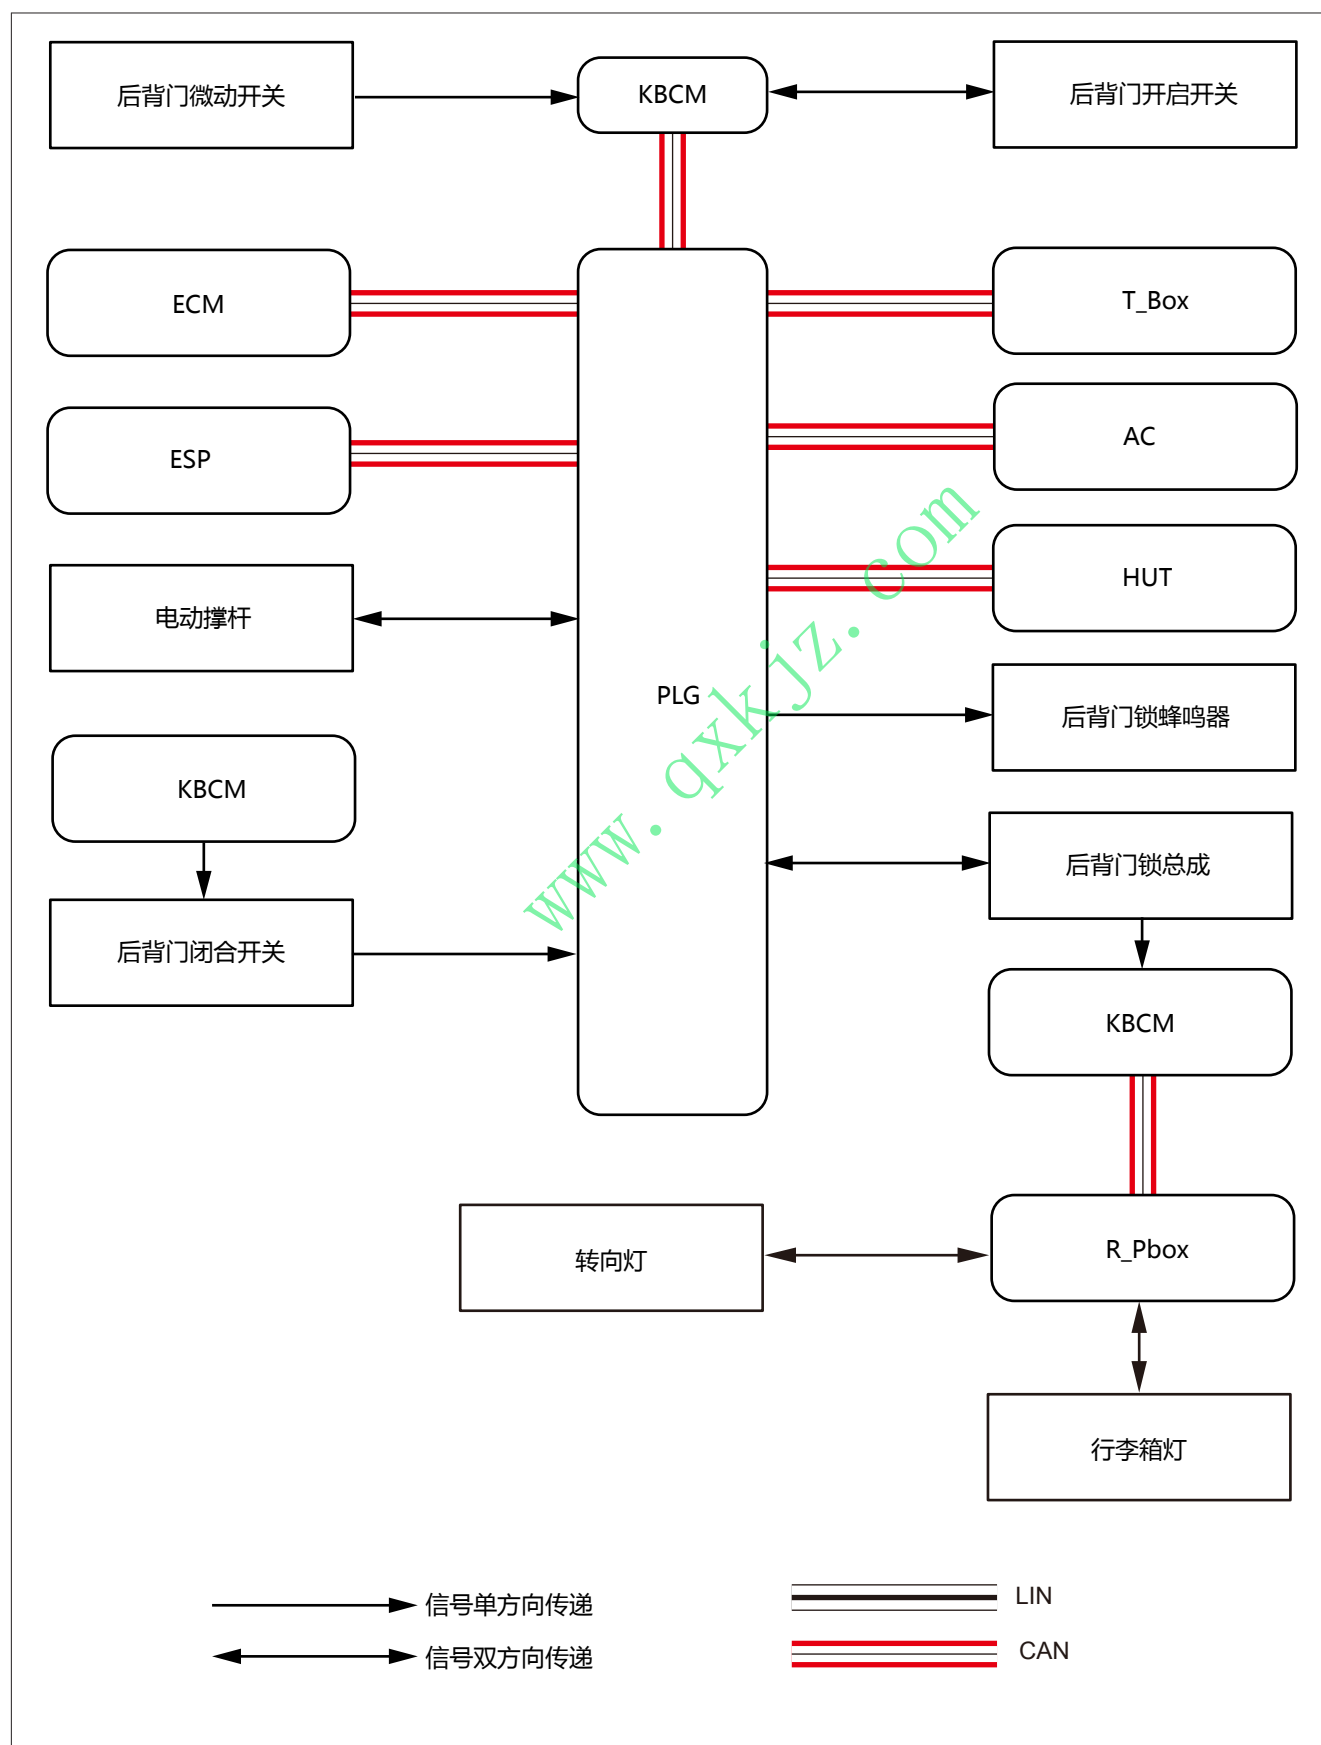 后背门微动开关
KBCM
后背门开启开关
ECM
T_Box
ESP
AC
HUT
电动撑杆
PLG
后背门锁蜂鸣器
KBCM
后背门锁总成
后背门闭合开关
KBCM
R_Pbox
转向灯
行李箱灯
信号单方向传递
LIN
信号双方向传递
CAN
www.qxkjz.com